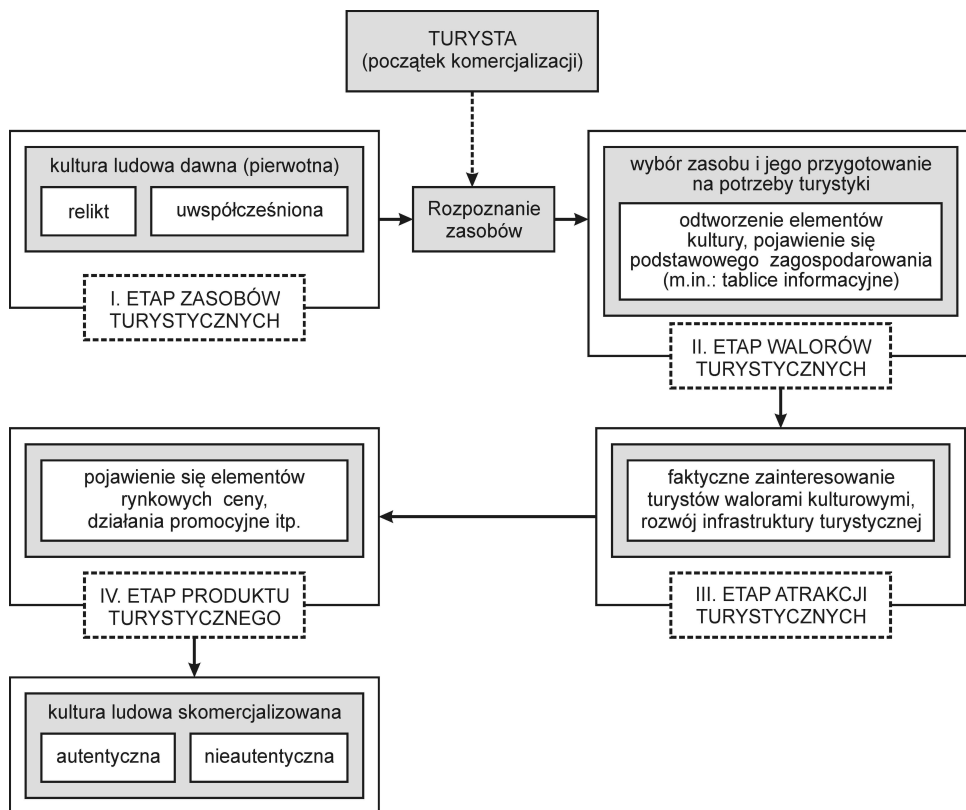 TURYSTA
(początek komercjalizacji)
kultura ludowa dawna (pierwotna)
relikt
uwspółcześniona
I. ETAP ZASOBÓW
TURYSTYCZNYCH
Rozpoznanie
zasobów
wybór zasobu i jego przygotowanie
na potrzeby turystyki
odtworzenie elementów
kultury, pojawienie się
podstawowego zagospodarowania
(m.in.: tablice informacyjne)
II. ETAP WALORÓW
TURYSTYCZNYCH
faktyczne zainteresowanie
turystów walorami kulturowymi,
rozwój infrastruktury turystycznej
III. ETAP ATRAKCJI
TURYSTYCZNYCH
pojawienie się elementów
rynkowych ceny,
działania promocyjne itp.
IV. ETAP PRODUKTU
TURYSTYCZNEGO
kultura ludowa skomercjalizowana
autentyczna
nieautentyczna